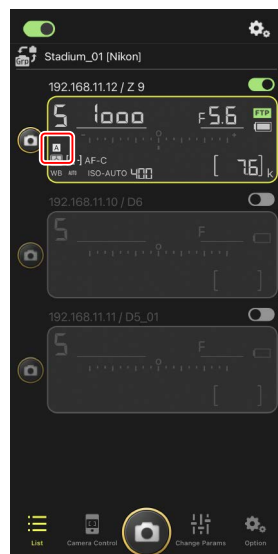 Grp Stadium_01 [Nikon]
192.168.11.12 / Z 9
S 1000 F5.6 FTP
A
AF-C
WB AUTO ISO-AUTO 400 [ 7.6] k
192.168.11.10 / D6
S F
[ ]
192.168.11.11 / D5_01
S F
[ ]
List Camera Control Change Params Option